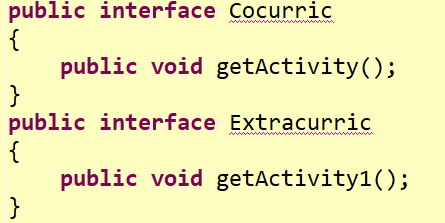 public interface Cocurric
{
    public void getActivity();
}
public interface Extracurric
{
    public void getActivity1();
}